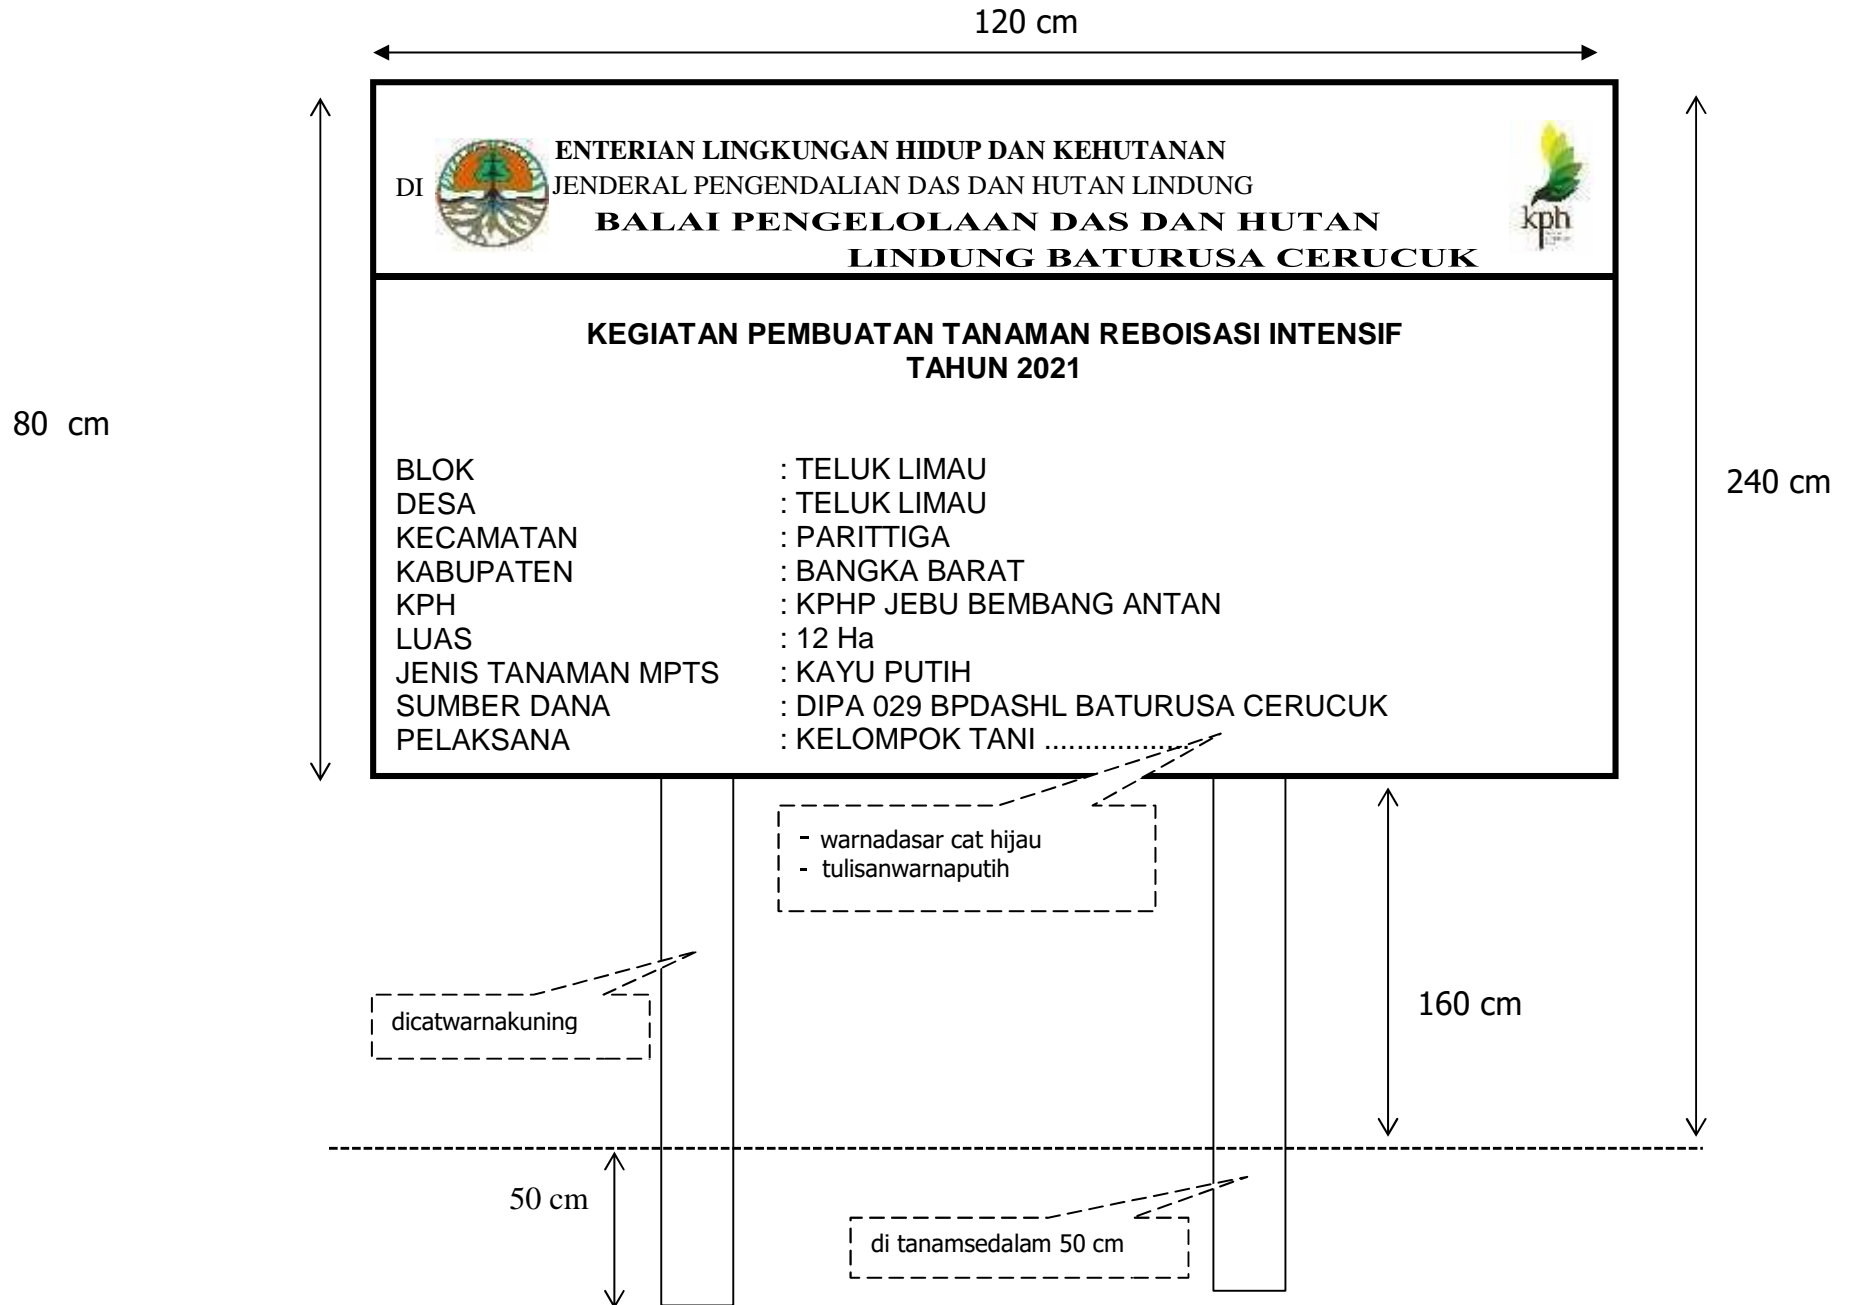 120 cm
ENTERIAN LINGKUNGAN HIDUP DAN KEHUTANAN
DI JENDERAL PENGENDALIAN DAS DAN HUTAN LINDUNG
BALAI PENGELOLAAN DAS DAN HUTAN
LINDUNG BATURUSA CERUCUK
kph
KEGIATAN PEMBUATAN TANAMAN REBOISASI INTENSIF
TAHUN 2021
80 cm
240 cm
BLOK : TELUK LIMAU
DESA : TELUK LIMAU
KECAMATAN : PARITTIGA
KABUPATEN : BANGKA BARAT
KPH : KPHP JEBU BEMBANG ANTAN
LUAS : 12 Ha
JENIS TANAMAN MPTS : KAYU PUTIH
SUMBER DANA : DIPA 029 BPDASHL BATURUSA CERUCUK
PELAKSANA : KELOMPOK TANI ..................
- warnadasar cat hijau
- tulisanwarnaputih
dicatwarnakuning
160 cm
50 cm
di tanamsedalam 50 cm